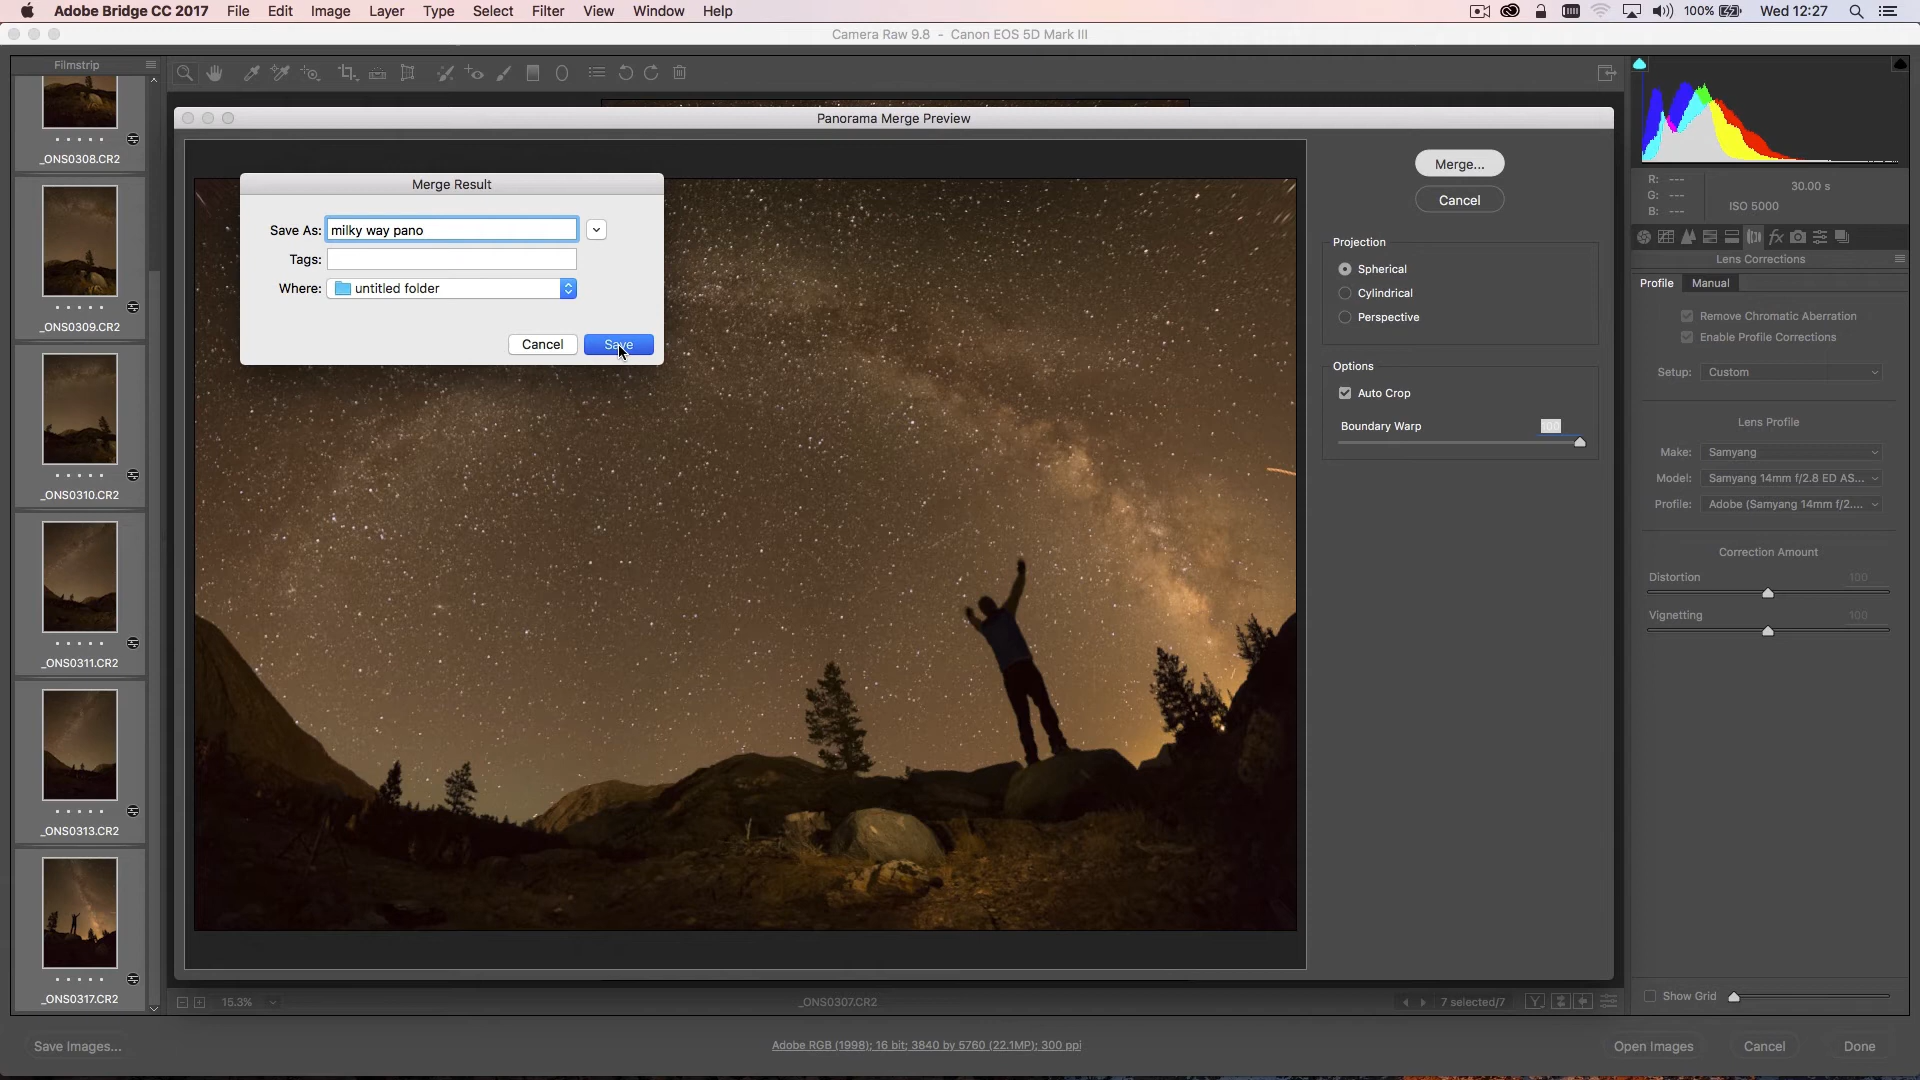 Adobe Bridge CC 2017 File Edit Image Layer Type Select Filter View Window Help 100% Wed 12:27
Camera Raw 9.8 - Canon EOS 5D Mark III
Filmstrip
_ONS0308.CR2
_ONS0309.CR2
_ONS0310.CR2
_ONS0311.CR2
_ONS0313.CR2
_ONS0317.CR2
Panorama Merge Preview
Merge Result
Save As: milky way pano
Tags:
Where: untitled folder
Cancel Save
Merge...
Cancel
Projection
Spherical
Cylindrical
Perspective
Options
Auto Crop
Boundary Warp 100
R: ---
G: ---
B: ---
30.00 s
ISO 5000
Lens Corrections
Profile Manual
Remove Chromatic Aberration
Enable Profile Corrections
Setup: Custom
Lens Profile
Make: Samyang
Model: Samyang 14mm f/2.8 ED AS...
Profile: Adobe (Samyang 14mm f/2....
Correction Amount
Distortion 100
Vignetting 100
Show Grid
15.3% _ONS0307.CR2 7 selected/7 Y
Save Images... Adobe RGB (1998); 16 bit; 3840 by 5760 (22.1MP); 300 ppi Open Images Cancel Done